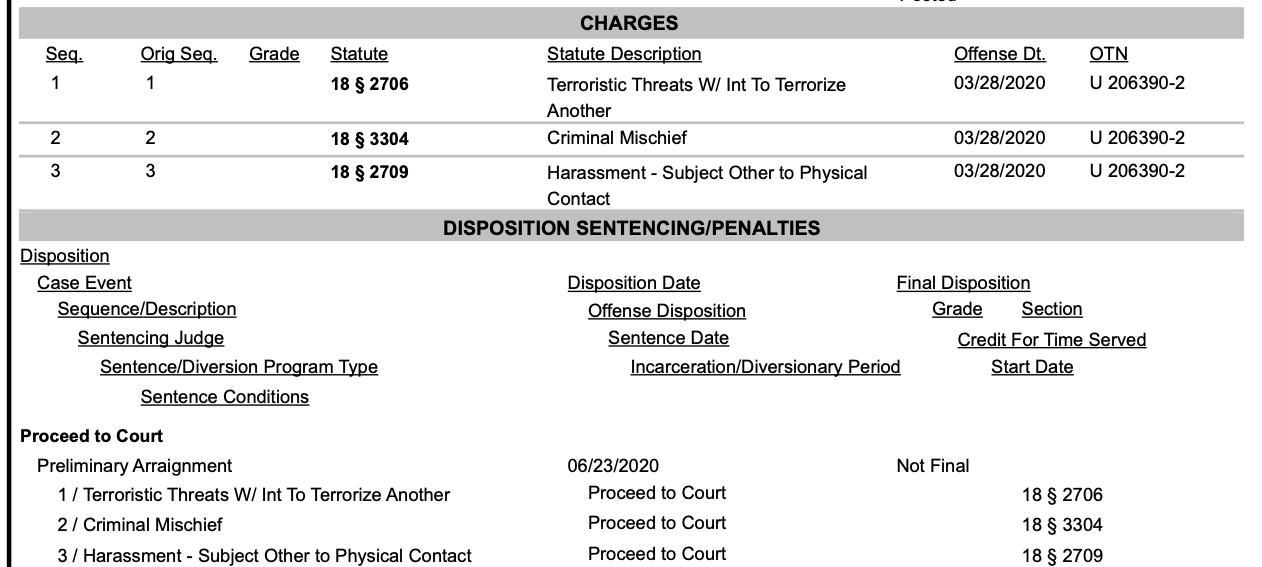 CHARGES
Seq. Orig Seq. Grade Statute Statute Description Offense Dt. OTN
1 1 18 § 2706 Terroristic Threats W/ Int To Terrorize 03/28/2020 U 206390-2
Another
2 2 18 § 3304 Criminal Mischief 03/28/2020 U 206390-2
3 3 18 § 2709 Harassment - Subject Other to Physical 03/28/2020 U 206390-2
Contact
DISPOSITION SENTENCING/PENALTIES
Disposition
Case Event Disposition Date Final Disposition
Sequence/Description Offense Disposition Grade Section
Sentencing Judge Sentence Date Credit For Time Served
Sentence/Diversion Program Type Incarceration/Diversionary Period Start Date
Sentence Conditions
Proceed to Court
Preliminary Arraignment 06/23/2020 Not Final
1 / Terroristic Threats W/ Int To Terrorize Another Proceed to Court 18 § 2706
2 / Criminal Mischief Proceed to Court 18 § 3304
3 / Harassment - Subject Other to Physical Contact Proceed to Court 18 § 2709